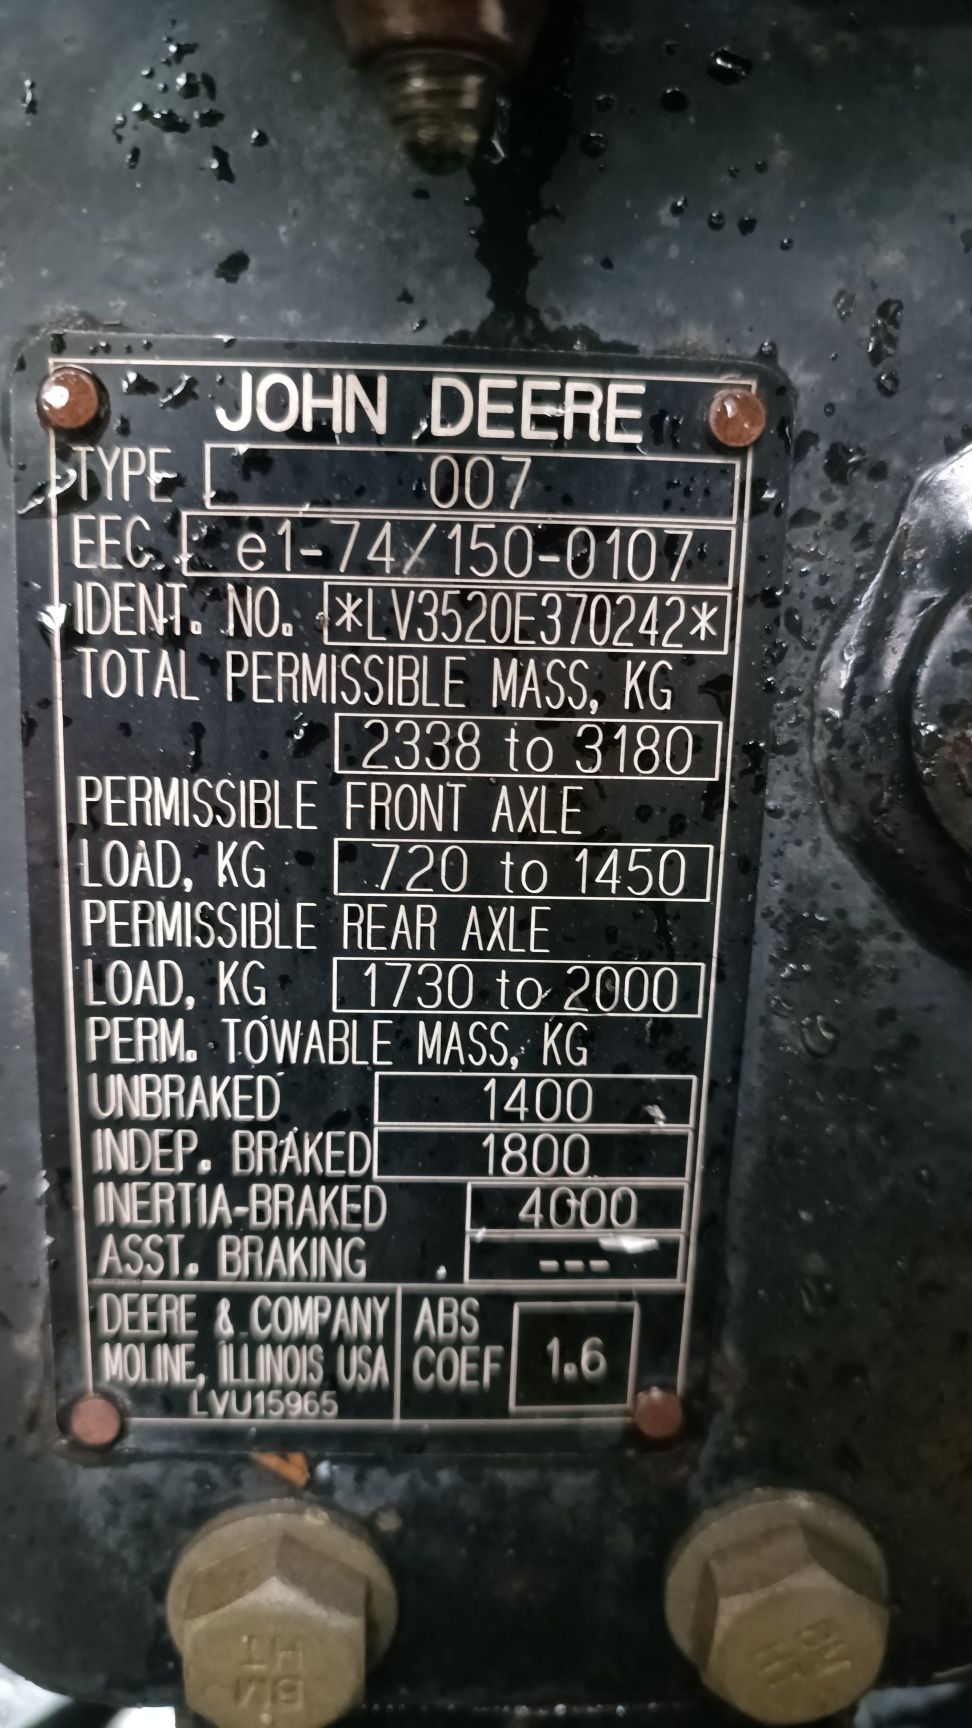 JOHN DEERE
TYPE 007
EEC e1-74/150-0107
IDENT. NO. *LV3520E370242*
TOTAL PERMISSIBLE MASS, KG
2338 to 3180
PERMISSIBLE FRONT AXLE
LOAD, KG 720 to 1450
PERMISSIBLE REAR AXLE
LOAD, KG 1730 to 2000
PERM. TOWABLE MASS, KG
UNBRAKED 1400
INDEP. BRAKED 1800
INERTIA-BRAKED 4000
ASST. BRAKING ---
DEERE & COMPANY
MOLINE, ILLINOIS USA
LVU15965
ABS
COEF 1.6
BM
HT